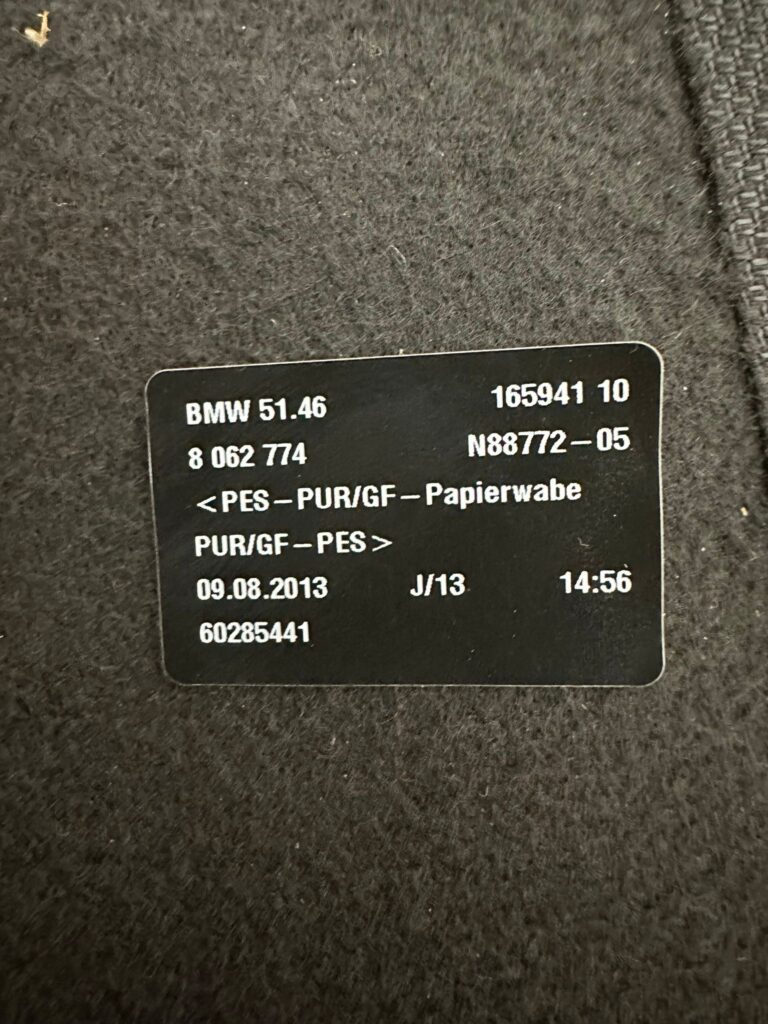 BMW 51.46 165941 10
8 062 774 N88772–05
<PES–PUR/GF–Papierwabe
PUR/GF–PES>
09.08.2013 J/13 14:56
60285441